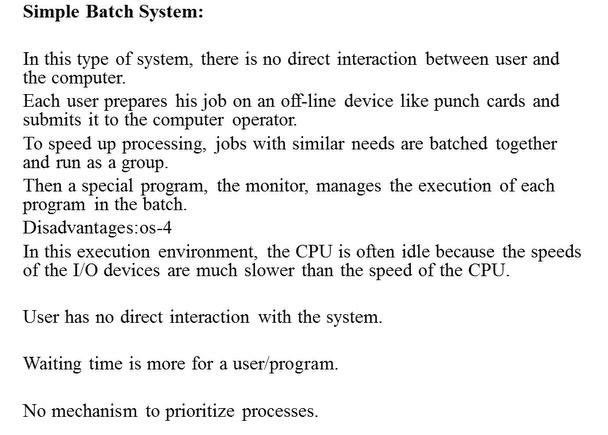 Simple Batch System:
In this type of system, there is no direct interaction between user and
the computer.
Each user prepares his job on an off-line device like punch cards and
submits it to the computer operator.
To speed up processing, jobs with similar needs are batched together
and run as a group.
Then a special program, the monitor, manages the execution of each
program in the batch.
Disadvantages:os-4
In this execution environment, the CPU is often idle because the speeds
of the I/O devices are much slower than the speed of the CPU.
User has no direct interaction with the system.
Waiting time is more for a user/program.
No mechanism to prioritize processes.